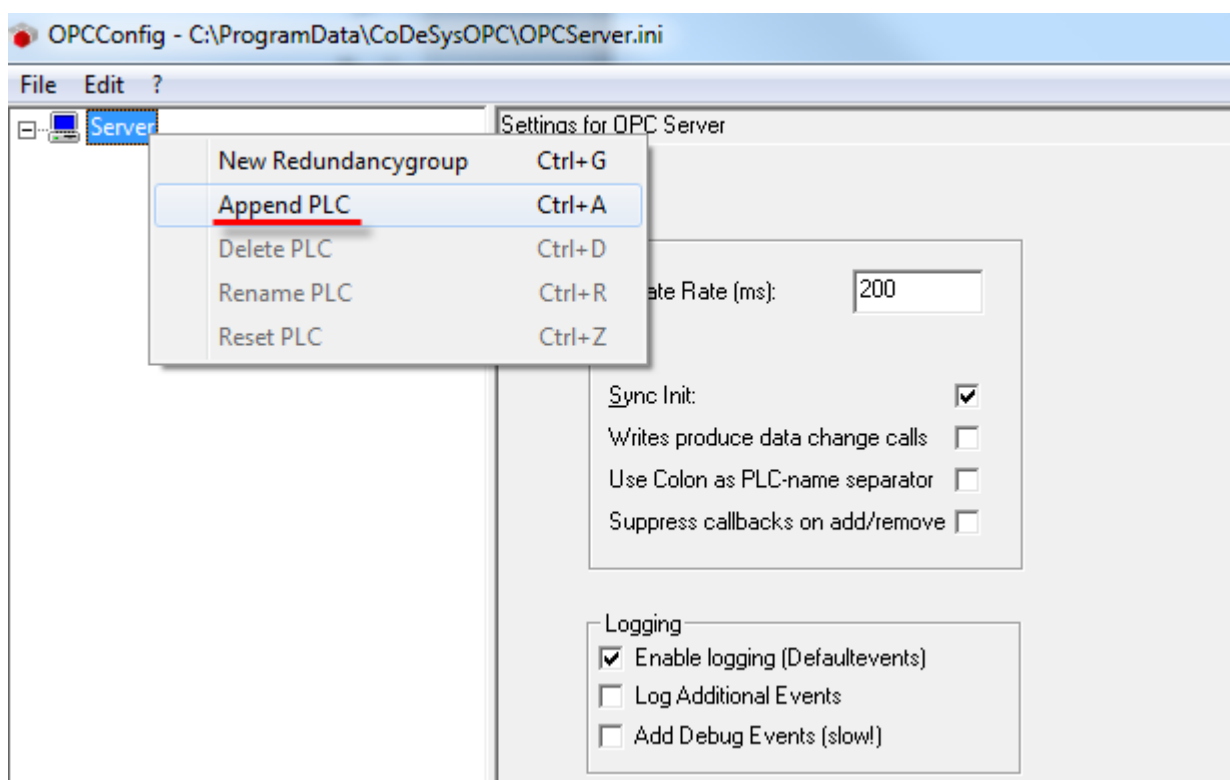 OPCConfig - C:\ProgramData\CoDeSysOPC\OPCServer.ini
File Edit ?
Server
Settings for OPC Server
New Redundancygroup Ctrl+G
Append PLC Ctrl+A
Delete PLC Ctrl+D
Rename PLC Ctrl+R
Reset PLC Ctrl+Z
ate Rate (ms): 200
Sync Init:
Writes produce data change calls
Use Colon as PLC-name separator
Suppress callbacks on add/remove
Logging
Enable logging (Defaultevents)
Log Additional Events
Add Debug Events (slow!)